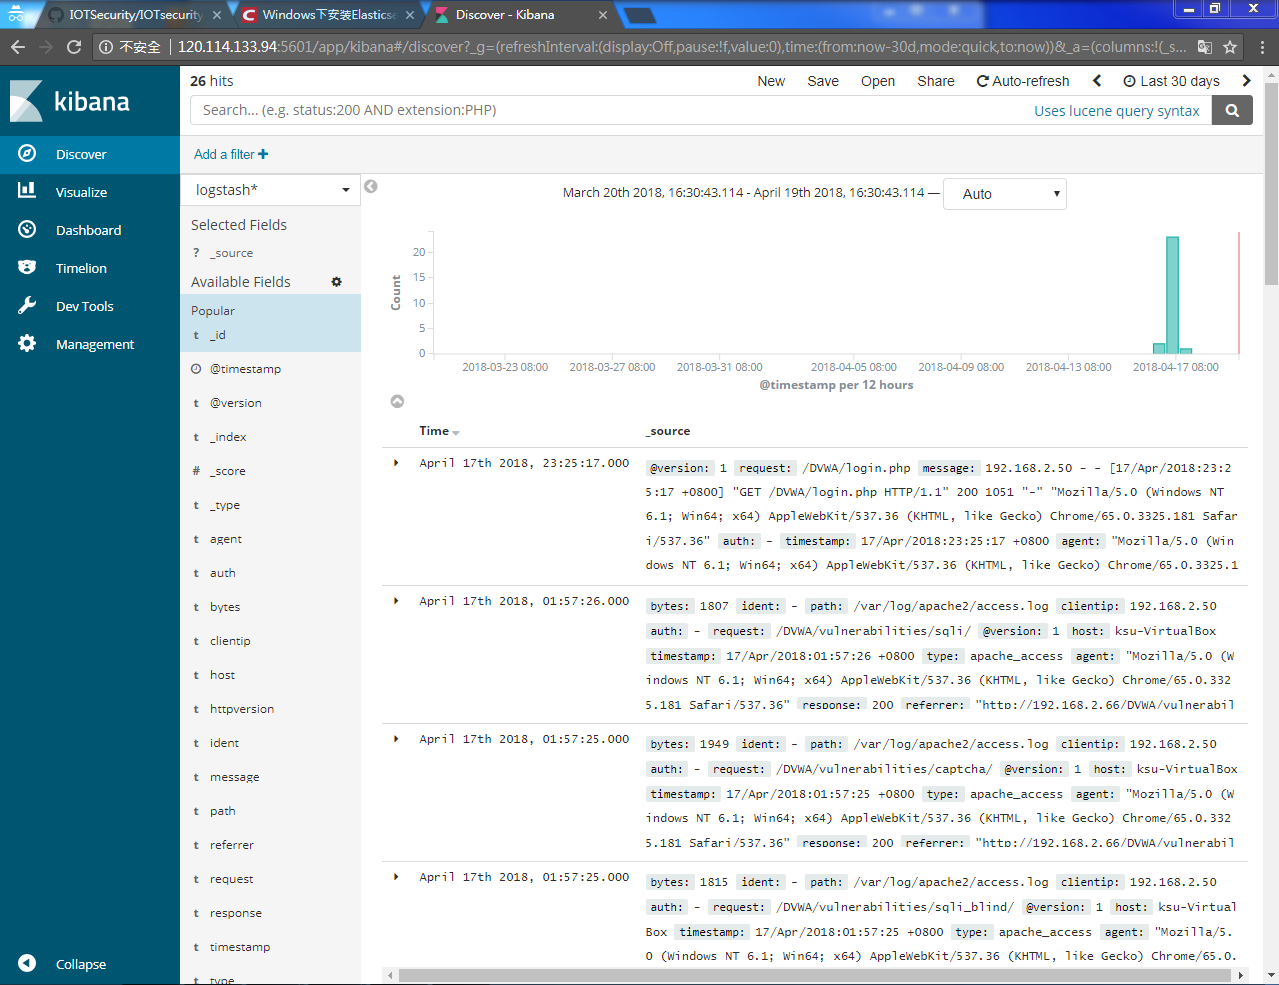 IOTSecurity/IOTsecurity
Windows下安装Elasticse
Discover - Kibana
不安全 | 120.114.133.94:5601/app/kibana#/discover?_g=(refreshInterval:(display:Off,pause:!f,value:0),time:(from:now-30d,mode:quick,to:now))&_a=(columns:!(_s...
kibana
Discover
Visualize
Dashboard
Timelion
Dev Tools
Management
Collapse
26 hits
New Save Open Share Auto-refresh Last 30 days
Search... (e.g. status:200 AND extension:PHP)
Uses lucene query syntax
Add a filter
logstash*
Selected Fields
? _source
Available Fields
Popular
t _id
@timestamp
t @version
t _index
# _score
t _type
t agent
t auth
t bytes
t clientip
t host
t httpversion
t ident
t message
t path
t referrer
t request
t response
t timestamp
t type
March 20th 2018, 16:30:43.114 - April 19th 2018, 16:30:43.114 — Auto
Count
20
15
10
5
0
2018-03-23 08:00 2018-03-27 08:00 2018-03-31 08:00 2018-04-05 08:00 2018-04-09 08:00 2018-04-13 08:00 2018-04-17 08:00
@timestamp per 12 hours
Time _source
April 17th 2018, 23:25:17.000
@version: 1 request: /DVWA/login.php message: 192.168.2.50 - - [17/Apr/2018:23:2
5:17 +0800] "GET /DVWA/login.php HTTP/1.1" 200 1051 "-" "Mozilla/5.0 (Windows NT
6.1; Win64; x64) AppleWebKit/537.36 (KHTML, like Gecko) Chrome/65.0.3325.181 Safar
i/537.36" auth: - timestamp: 17/Apr/2018:23:25:17 +0800 agent: "Mozilla/5.0 (Win
dows NT 6.1; Win64; x64) AppleWebKit/537.36 (KHTML, like Gecko) Chrome/65.0.3325.1
April 17th 2018, 01:57:26.000
bytes: 1807 ident: - path: /var/log/apache2/access.log clientip: 192.168.2.50
auth: - request: /DVWA/vulnerabilities/sqli/ @version: 1 host: ksu-VirtualBox
timestamp: 17/Apr/2018:01:57:26 +0800 type: apache_access agent: "Mozilla/5.0 (W
indows NT 6.1; Win64; x64) AppleWebKit/537.36 (KHTML, like Gecko) Chrome/65.0.332
5.181 Safari/537.36" response: 200 referrer: "http://192.168.2.66/DVWA/vulnerabil
April 17th 2018, 01:57:25.000
bytes: 1949 ident: - path: /var/log/apache2/access.log clientip: 192.168.2.50
auth: - request: /DVWA/vulnerabilities/captcha/ @version: 1 host: ksu-VirtualBox
timestamp: 17/Apr/2018:01:57:25 +0800 type: apache_access agent: "Mozilla/5.0 (W
indows NT 6.1; Win64; x64) AppleWebKit/537.36 (KHTML, like Gecko) Chrome/65.0.332
5.181 Safari/537.36" response: 200 referrer: "http://192.168.2.66/DVWA/vulnerabil
April 17th 2018, 01:57:25.000
bytes: 1815 ident: - path: /var/log/apache2/access.log clientip: 192.168.2.50
auth: - request: /DVWA/vulnerabilities/sqli_blind/ @version: 1 host: ksu-Virtual
Box timestamp: 17/Apr/2018:01:57:25 +0800 type: apache_access agent: "Mozilla/5.
0 (Windows NT 6.1; Win64; x64) AppleWebKit/537.36 (KHTML, like Gecko) Chrome/65.0.